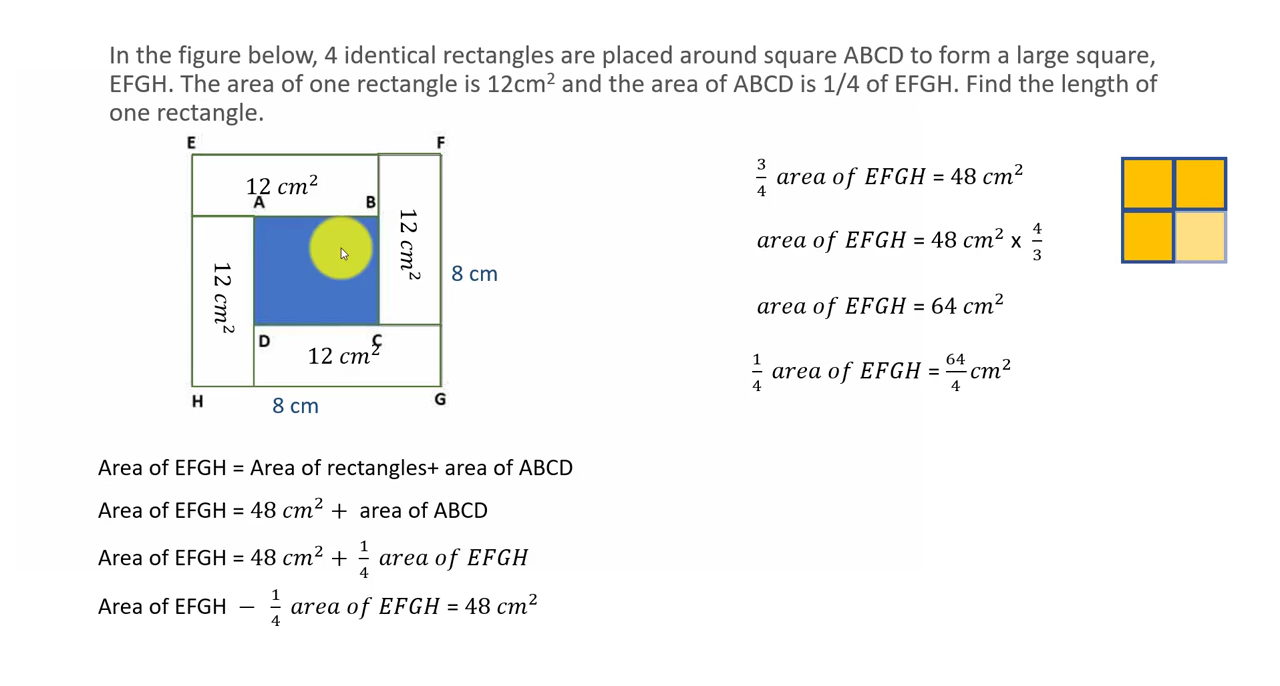 In the figure below, 4 identical rectangles are placed around square ABCD to form a large square,
EFGH. The area of one rectangle is 12cm² and the area of ABCD is 1/4 of EFGH. Find the length of
one rectangle.
E
F
12 cm²
A
B
12 cm²
12 cm²
8 cm
D
C
12 cm²
H
8 cm
G
3/4 area of EFGH = 48 cm²
area of EFGH = 48 cm² x 4/3
area of EFGH = 64 cm²
1/4 area of EFGH = 64/4 cm²
Area of EFGH = Area of rectangles+ area of ABCD
Area of EFGH = 48 cm² + area of ABCD
Area of EFGH = 48 cm² + 1/4 area of EFGH
Area of EFGH − 1/4 area of EFGH = 48 cm²